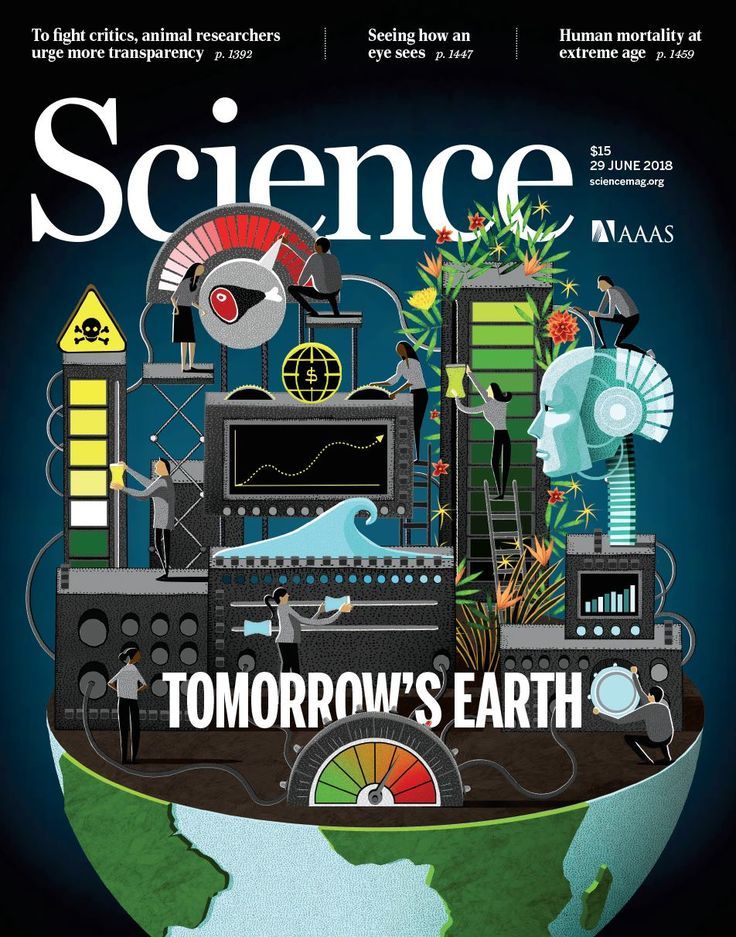 To fight critics, animal researchers
urge more transparency p. 1392
Seeing how an
eye sees p. 1447
Human mortality at
extreme age p. 1459
Science
$15
29 JUNE 2018
sciencemag.org
AAAS
$
TOMORROW'S EARTH